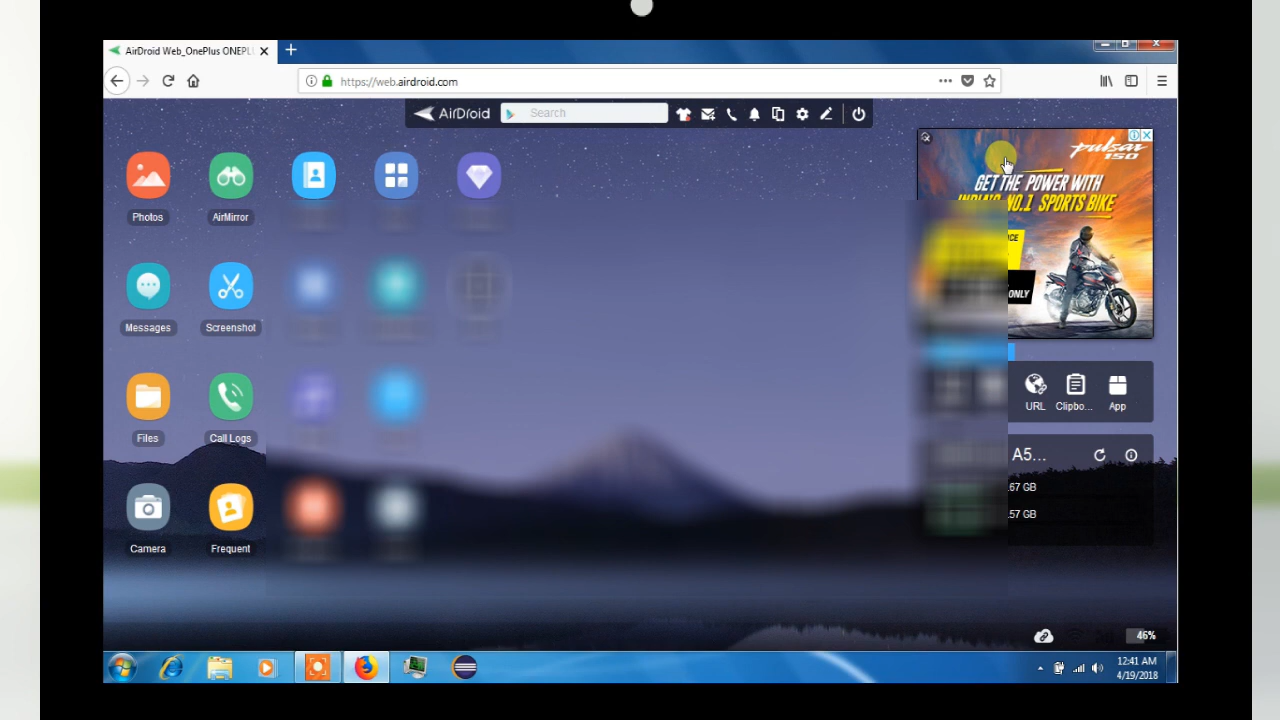 AirDroid Web_OnePlus ONEPL
https://web.airdroid.com
AirDroid
Search
pulsar
150
GET THE POWER WITH
INDIA'S NO.1 SPORTS BIKE
ONLY
Photos
AirMirror
Messages
Screenshot
Files
Call Logs
Camera
Frequent
URL
Clipbo...
App
A5...
.67 GB
.57 GB
46%
12:41 AM
4/19/2018